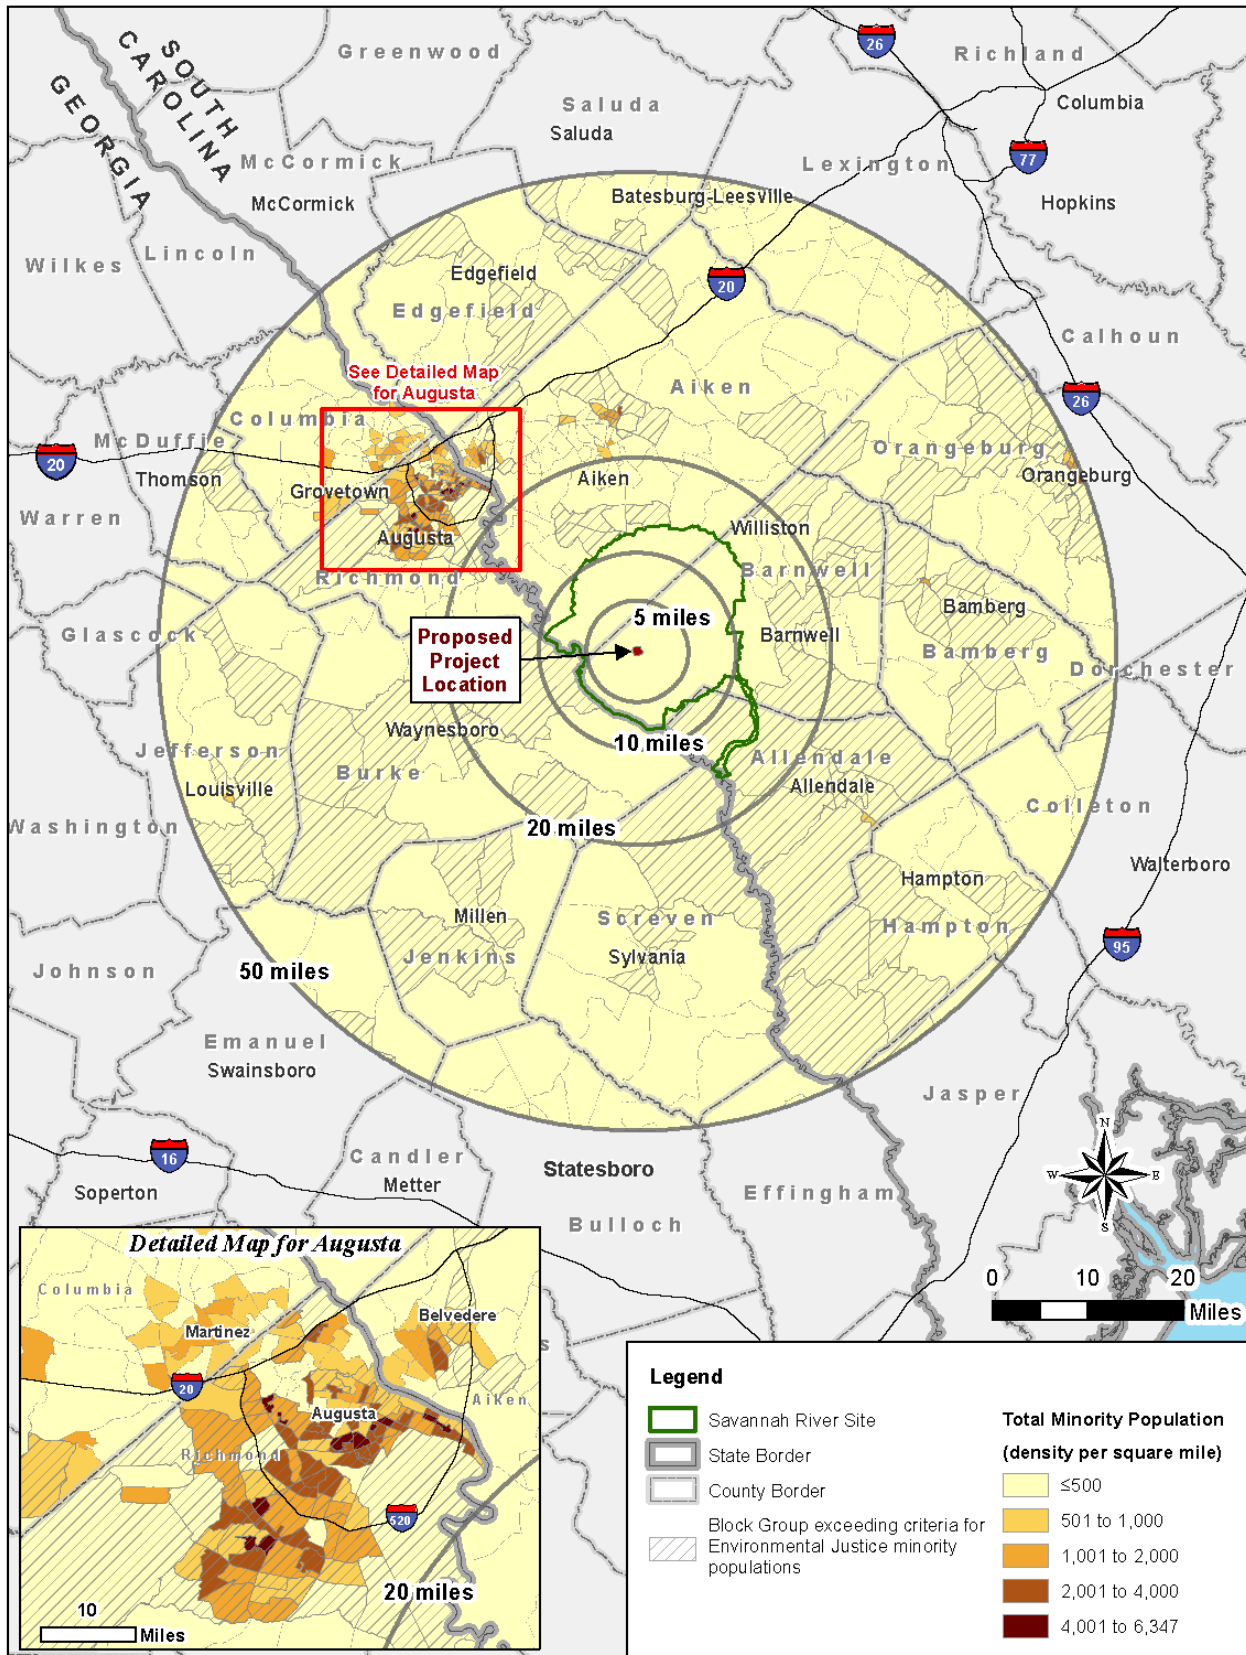 SOUTH
CAROLINA
GEORGIA
Greenwood
26
Richland
Columbia
Saluda
Saluda
77
McCormick
Lexington
McCormick
Batesburg-Leesville
Hopkins
Lincoln
Wilkes
Edgefield
20
Edgefield
Calhoun
See Detailed Map
for Augusta
Aiken
26
Columbia
McDuffie
Orangeburg
20
Thomson
Grovetown
Aiken
Orangeburg
Warren
Williston
Augusta
Richmond
Barnwell
Bamberg
Glascock
5 miles
Barnwell
Proposed
Project
Location
Bamberg
Dorchester
Waynesboro
10 miles
Jefferson
Allendale
Burke
Louisville
Allendale
Colleton
Washington
20 miles
Walterboro
Hampton
Millen
Screven
Hampton
95
Jenkins
Sylvania
Johnson
50 miles
Emanuel
Swainsboro
Jasper
N
16
Candler
Statesboro
W
E
Soperton
Metter
Effingham
S
Bulloch
Detailed Map for Augusta
0
10
20
Miles
Columbia
Belvedere
Martinez
s
20
Aiken
Augusta
Richmond
520
20 miles
10
Miles
Legend
Savannah River Site
State Border
County Border
Block Group exceeding criteria for
Environmental Justice minority
populations
Total Minority Population
(density per square mile)
≤500
501 to 1,000
1,001 to 2,000
2,001 to 4,000
4,001 to 6,347